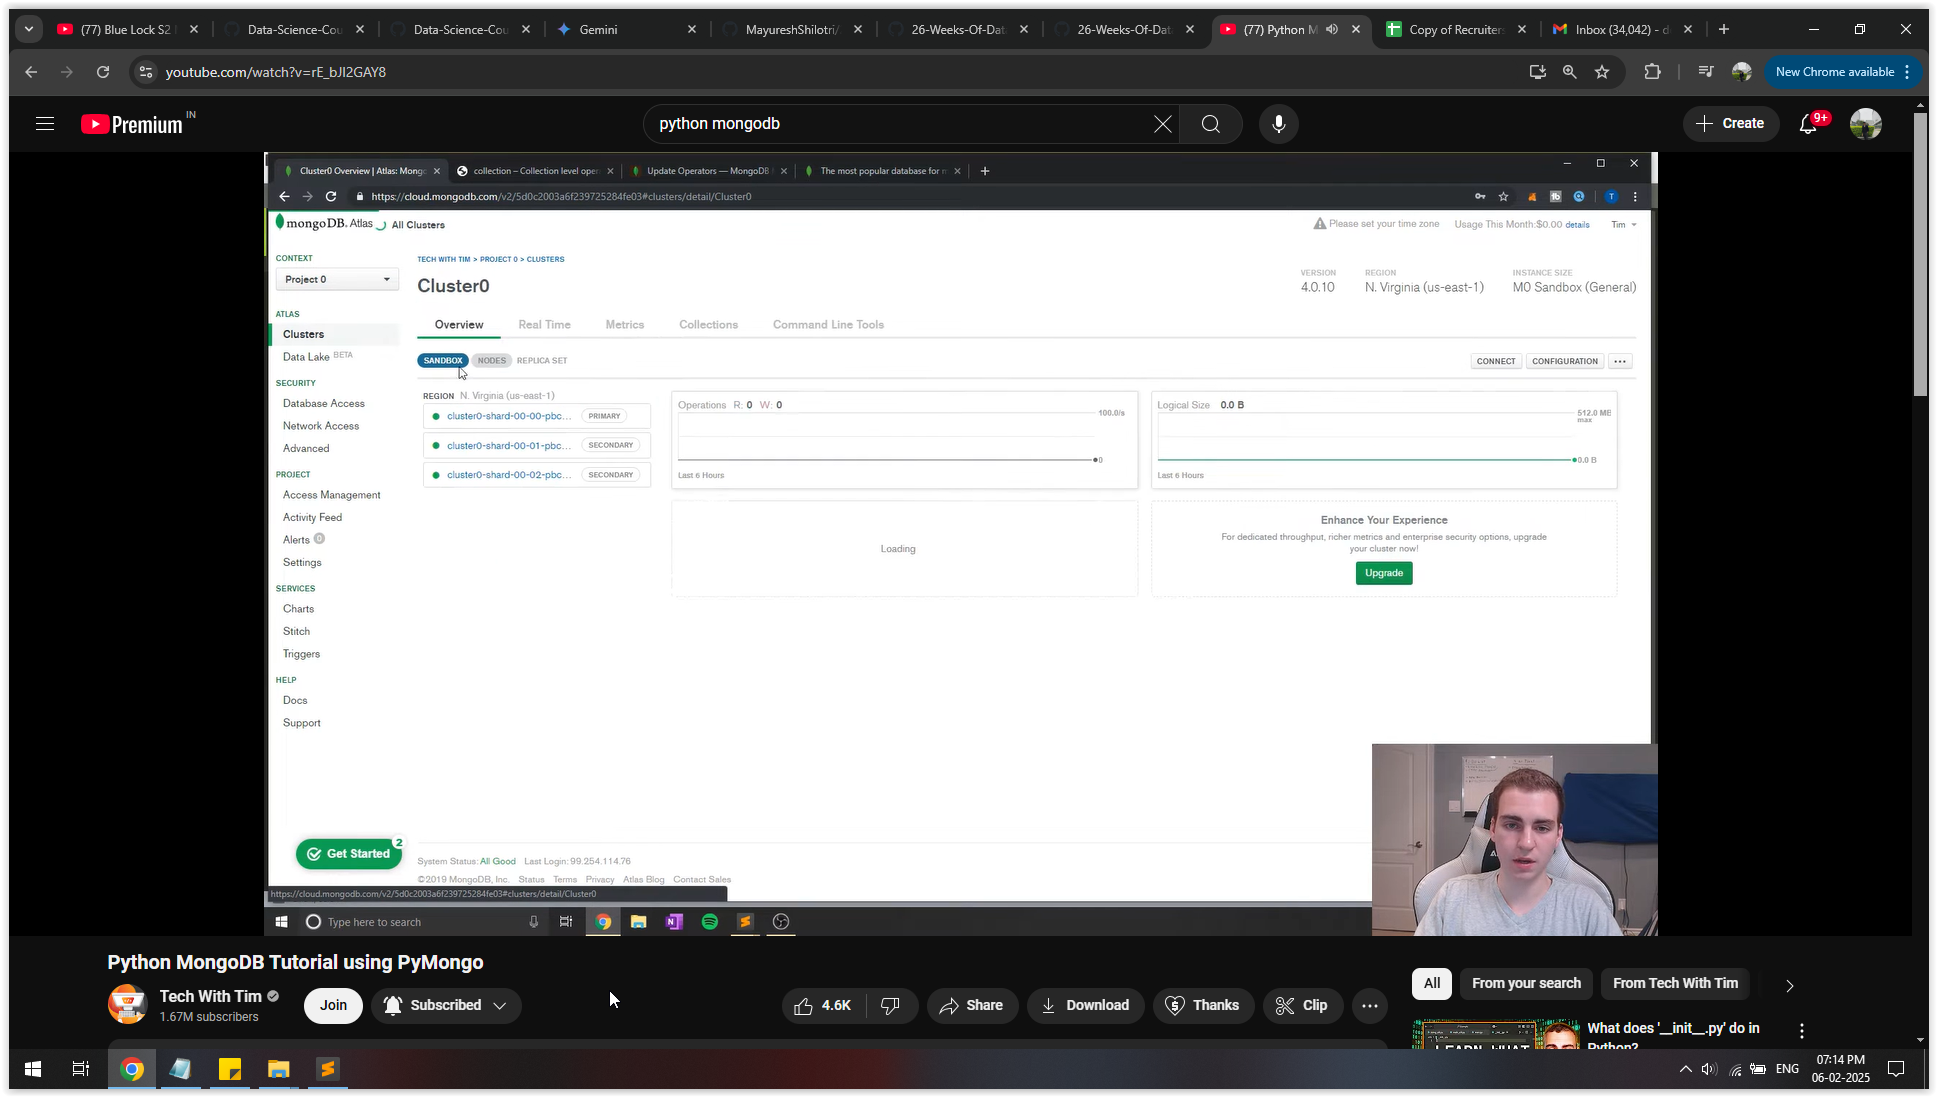 (77) Blue Lock S2
Data-Science-Cou
Data-Science-Cou
Gemini
MayureshShilotri/
26-Weeks-Of-Dat
26-Weeks-Of-Dat
(77) Python M
Copy of Recruiters
Inbox (34,042) - d
youtube.com/watch?v=rE_bJl2GAY8
New Chrome available
Premium IN
python mongodb
Create
9+
Cluster0 Overview | Atlas: Mong
collection – Collection level ope
Update Operators — MongoDB
The most popular database for m
https://cloud.mongodb.com/v2/5d0c2003a6f239725284fe03#clusters/detail/Cluster0
mongoDB. Atlas
All Clusters
Please set your time zone
Usage This Month:$0.00 details
Tim
CONTEXT
Project 0
ATLAS
Clusters
Data Lake BETA
SECURITY
Database Access
Network Access
Advanced
PROJECT
Access Management
Activity Feed
Alerts 0
Settings
SERVICES
Charts
Stitch
Triggers
HELP
Docs
Support
TECH WITH TIM > PROJECT 0 > CLUSTERS
Cluster0
VERSION
4.0.10
REGION
N. Virginia (us-east-1)
INSTANCE SIZE
M0 Sandbox (General)
Overview
Real Time
Metrics
Collections
Command Line Tools
SANDBOX
NODES
REPLICA SET
CONNECT
CONFIGURATION
REGION N. Virginia (us-east-1)
cluster0-shard-00-00-pbc... PRIMARY
cluster0-shard-00-01-pbc... SECONDARY
cluster0-shard-00-02-pbc... SECONDARY
Operations R: 0 W: 0
100.0/s
0
Last 6 Hours
Logical Size 0.0 B
512.0 MB
max
0.0 B
Last 6 Hours
Loading
Enhance Your Experience
For dedicated throughput, richer metrics and enterprise security options, upgrade
your cluster now!
Upgrade
Get Started 2
System Status: All Good Last Login: 99.254.114.76
©2019 MongoDB, Inc. Status Terms Privacy Atlas Blog Contact Sales
https://cloud.mongodb.com/v2/5d0c2003a6f239725284fe03#clusters/detail/Cluster0
Type here to search
Python MongoDB Tutorial using PyMongo
Tech With Tim
1.67M subscribers
Join
Subscribed
4.6K
Share
Download
Thanks
Clip
All
From your search
From Tech With Tim
What does '__init__.py' do in
Python?
LEARN WHAT
ENG
07:14 PM
06-02-2025